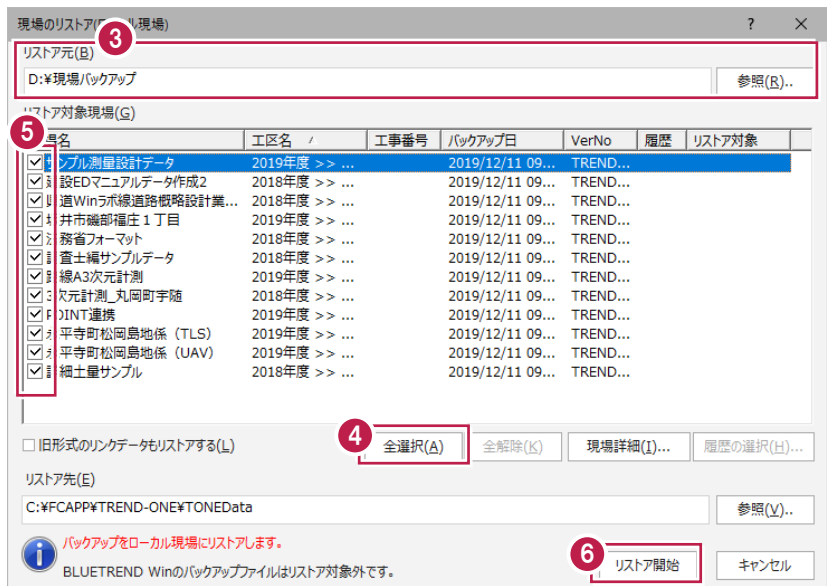 現場のリストア(ローカル現場) ? ×
3
リストア元(B)
D:¥現場バックアップ 参照(R)..
リストア対象現場(G)
5
現場名 工区名 工事番号 バックアップ日 VerNo 履歴 リストア対象
サンプル測量設計データ 2019年度 >> ... 2019/12/11 09... TREND...
建設EDマニュアルデータ作成2 2018年度 >> ... 2019/12/11 09... TREND...
道Winラボ線道路概略設計業... 2018年度 >> ... 2019/12/11 09... TREND...
井市磯部福庄１丁目 2019年度 >> ... 2019/12/11 09... TREND...
務省フォーマット 2018年度 >> ... 2019/12/11 09... TREND...
査士編サンプルデータ 2018年度 >> ... 2019/12/11 09... TREND...
路線A3次元計測 2019年度 >> ... 2019/12/11 09... TREND...
3次元計測_丸岡町宇随 2018年度 >> ... 2019/12/11 09... TREND...
POINT連携 2019年度 >> ... 2019/12/11 09... TREND...
永平寺町松岡島地係（TLS） 2019年度 >> ... 2019/12/11 09... TREND...
永平寺町松岡島地係（UAV） 2019年度 >> ... 2019/12/11 09... TREND...
詳細土量サンプル 2018年度 >> ... 2019/12/11 09... TREND...
旧形式のリンクデータもリストアする(L) 4 全選択(A) 全解除(K) 現場詳細(I)... 履歴の選択(H)...
リストア先(E)
C:¥FCAPP¥TREND-ONE¥TONEData 参照(V)..
バックアップをローカル現場にリストアします。
BLUETREND Winのバックアップファイルはリストア対象外です。
6 リストア開始 キャンセル